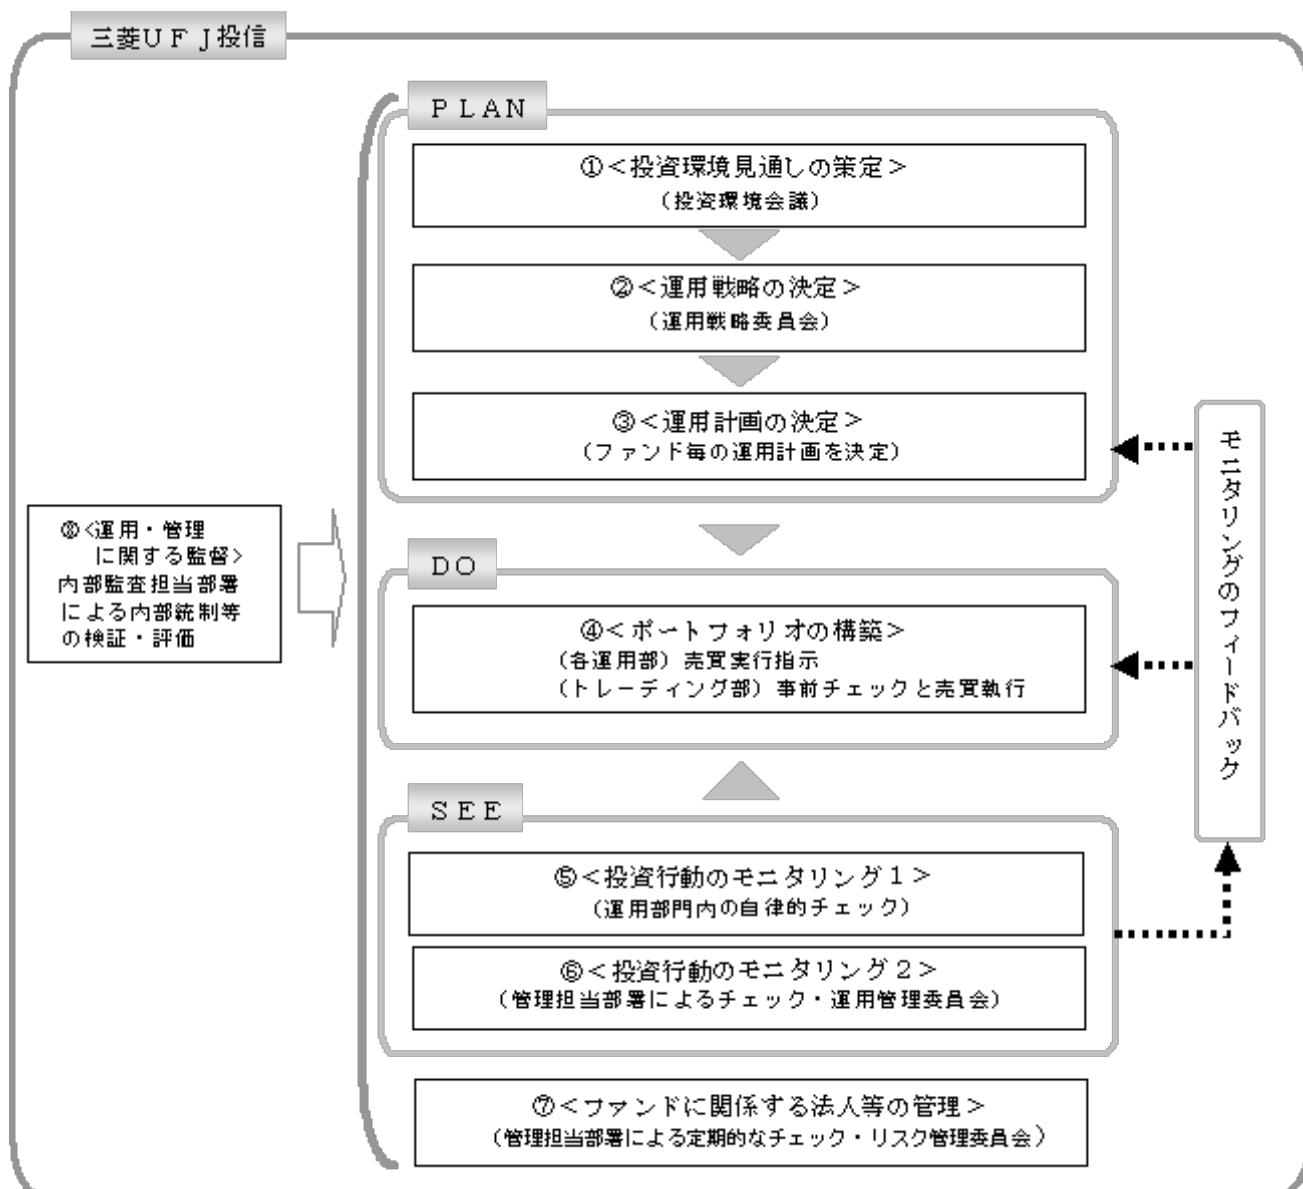 三菱ＵＦＪ投信
ＰＬＡＮ
①＜投資環境見通しの策定＞
（投資環境会議）
②＜運用戦略の決定＞
（運用戦略委員会）
③＜運用計画の決定＞
（ファンド毎の運用計画を決定）
モニタリングのフィードバック
⑧＜運用・管理
に関する監督＞
内部監査担当部署
による内部統制等
の検証・評価
ＤＯ
④＜ポートフォリオの構築＞
（各運用部）売買実行指示
（トレーディング部）事前チェックと売買執行
ＳＥＥ
⑤＜投資行動のモニタリング１＞
（運用部門内の自律的チェック）
⑥＜投資行動のモニタリング２＞
（管理担当部署によるチェック・運用管理委員会）
⑦＜ファンドに関係する法人等の管理＞
（管理担当部署による定期的なチェック・リスク管理委員会）